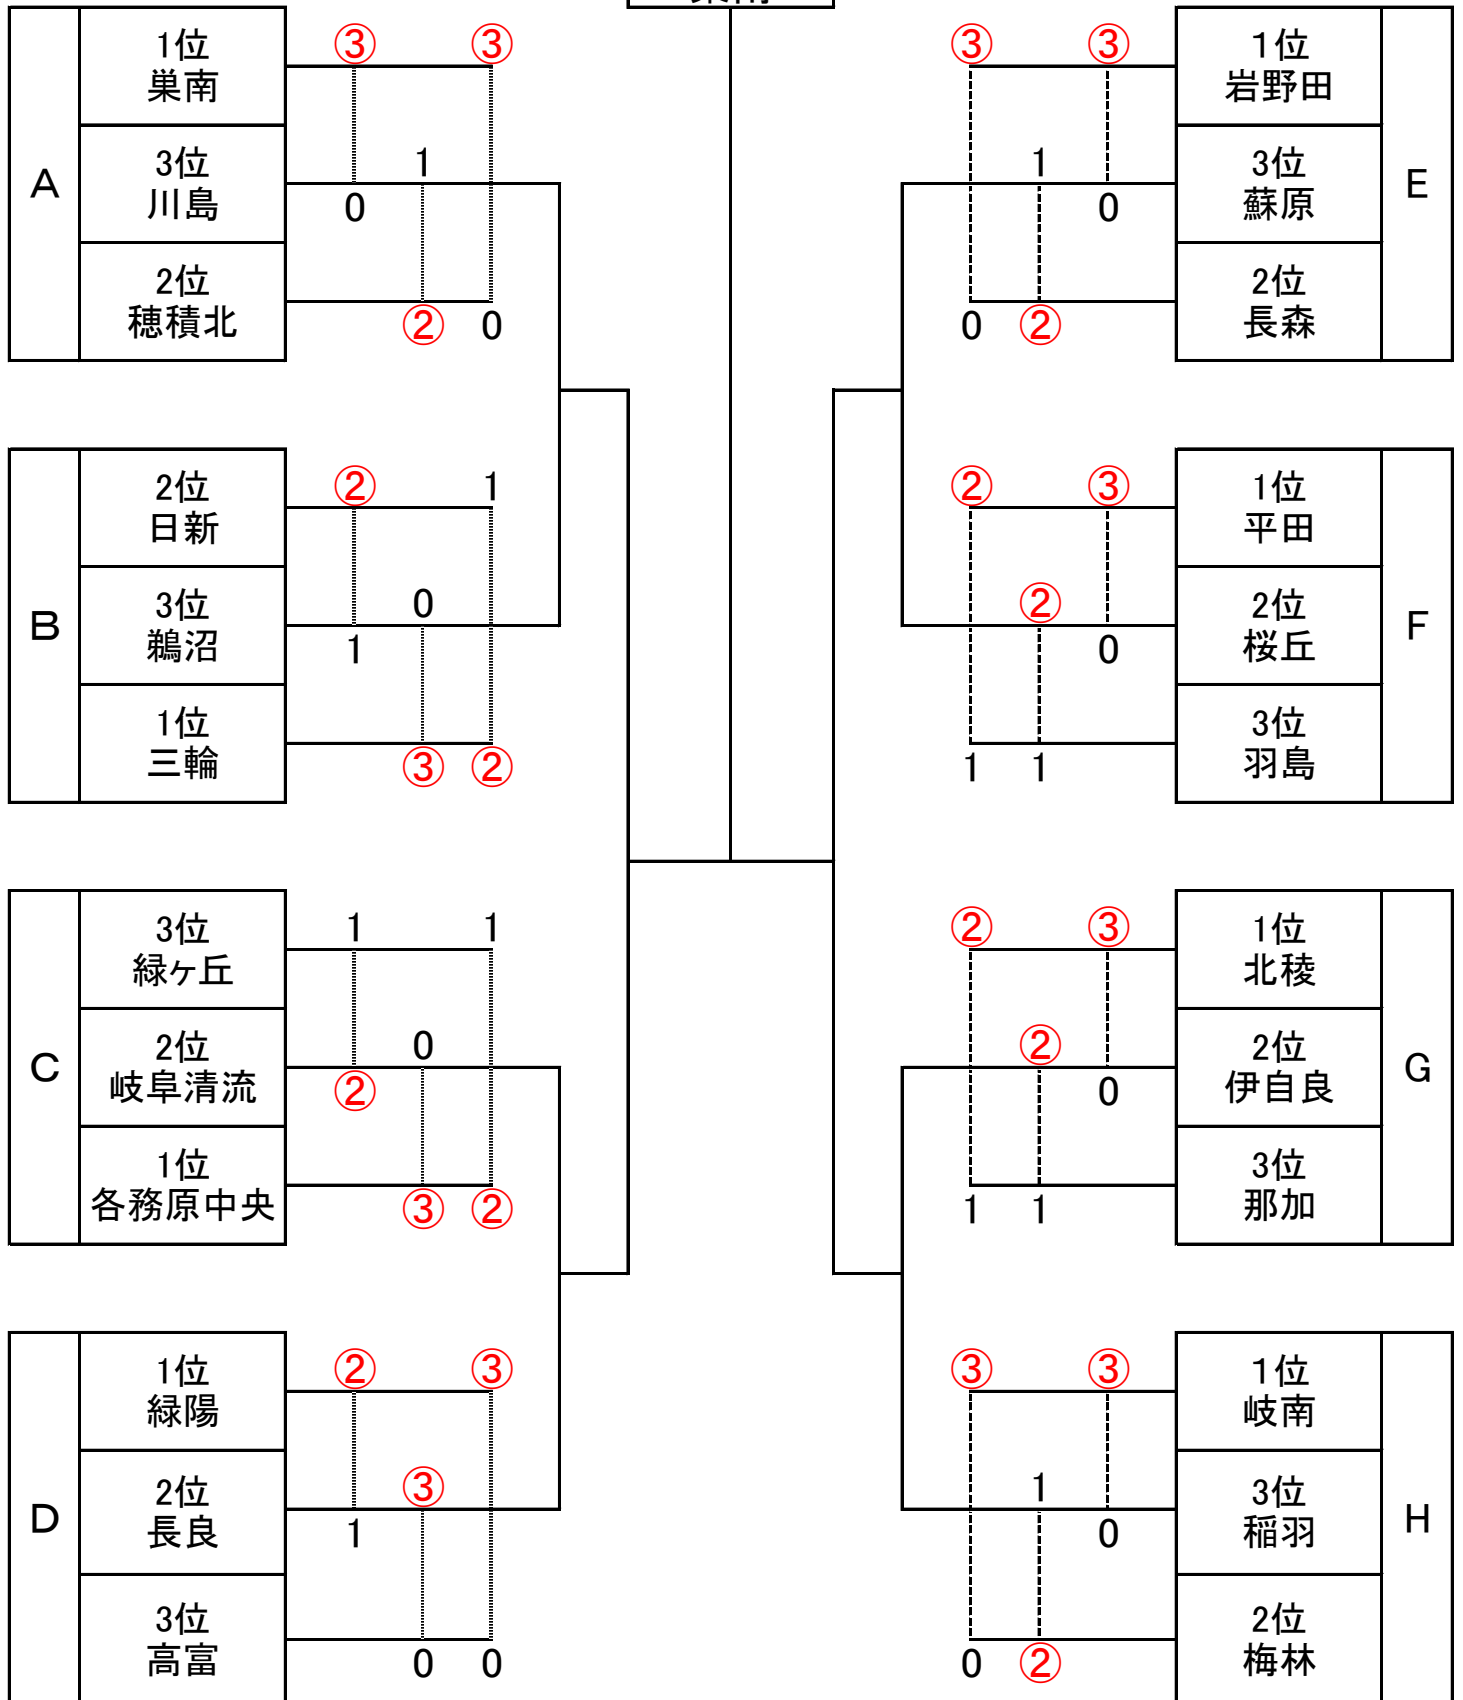 ③ ③
1位
巣南
1
3位
川島
A
0
2位
穂積北
② 0
③ ③
1位
岩野田
1
3位
蘇原
E
0
2位
長森
0 ②
② 1
2位
日新
0
3位
鵜沼
B
1
1位
三輪
③ ②
② ③
1位
平田
②
2位
桜丘
F
0
3位
羽島
1 1
1 1
3位
緑ヶ丘
0
2位
岐阜清流
C
②
1位
各務原中央
③ ②
② ③
1位
北稜
②
2位
伊自良
G
0
3位
那加
1 1
② ③
1位
緑陽
③
2位
長良
D
1
3位
高富
0 0
③ ③
1位
岐南
1
3位
稲羽
H
0
2位
梅林
0 ②